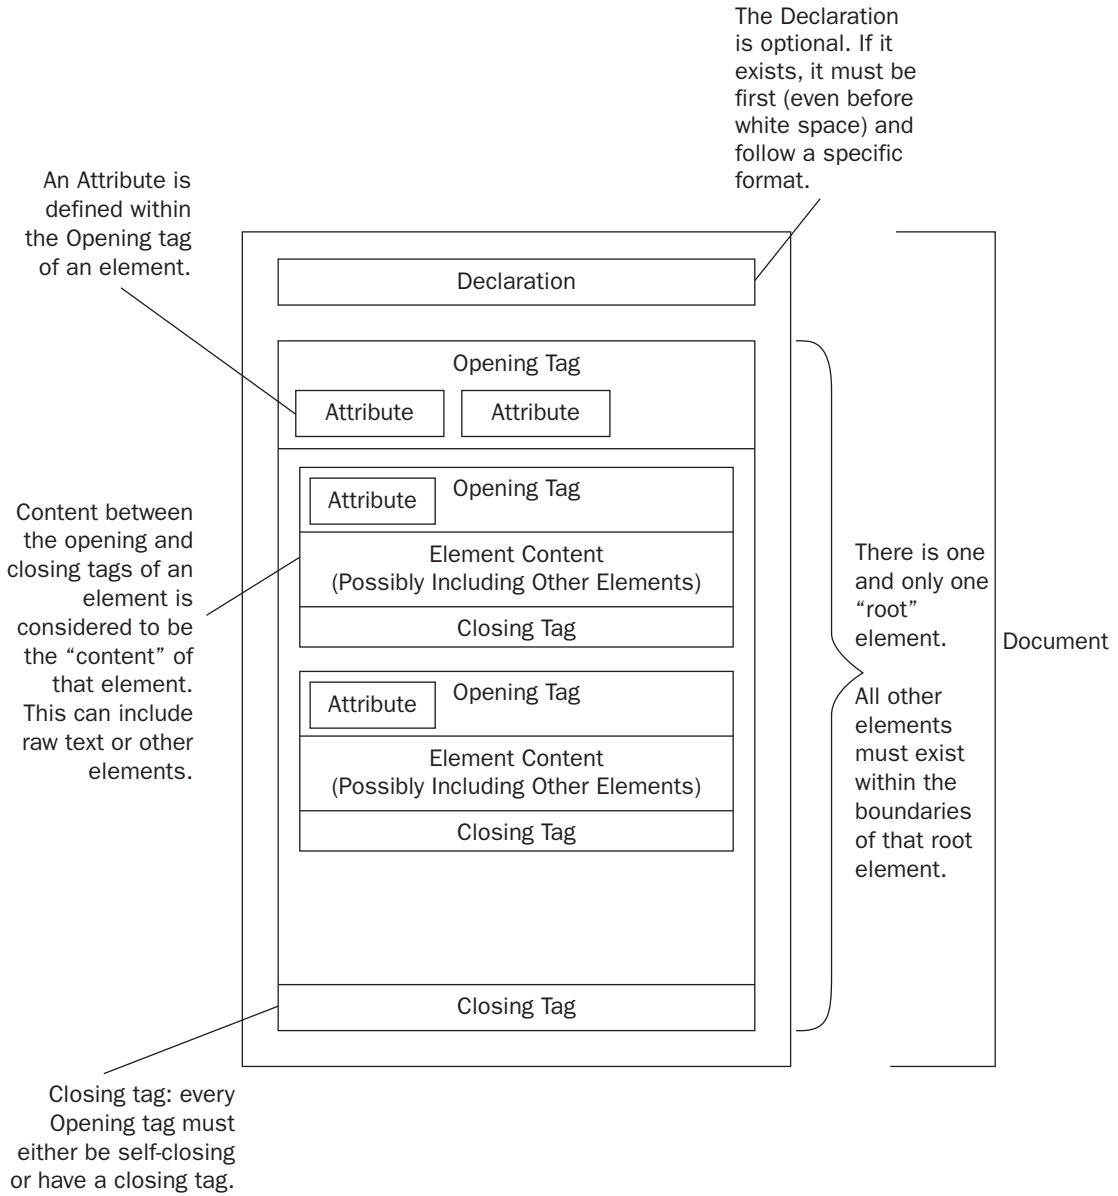 The Declaration
is optional. If it
exists, it must be
first (even before
white space) and
follow a specific
format.
An Attribute is
defined within
the Opening tag
of an element.
Declaration
Opening Tag
Attribute
Attribute
Attribute
Opening Tag
Content between
the opening and
closing tags of an
element is
considered to be
the “content” of
that element.
This can include
raw text or other
elements.
Element Content
(Possibly Including Other Elements)
Closing Tag
There is one
and only one
“root”
element.
All other
elements
must exist
within the
boundaries
of that root
element.
Document
Attribute
Opening Tag
Element Content
(Possibly Including Other Elements)
Closing Tag
Closing Tag
Closing tag: every
Opening tag must
either be self-closing
or have a closing tag.